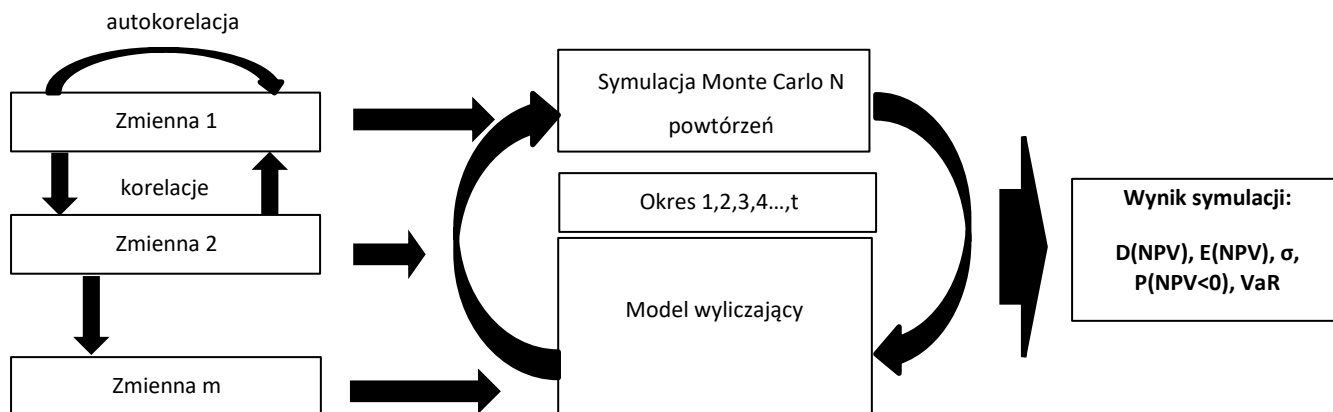 autokorelacja
Zmienna 1
korelacje
Zmienna 2
Zmienna m
Symulacja Monte Carlo N
powtórzeń
Okres 1,2,3,4…,t
Model wyliczający
Wynik symulacji:
D(NPV), E(NPV), σ,
P(NPV<0), VaR